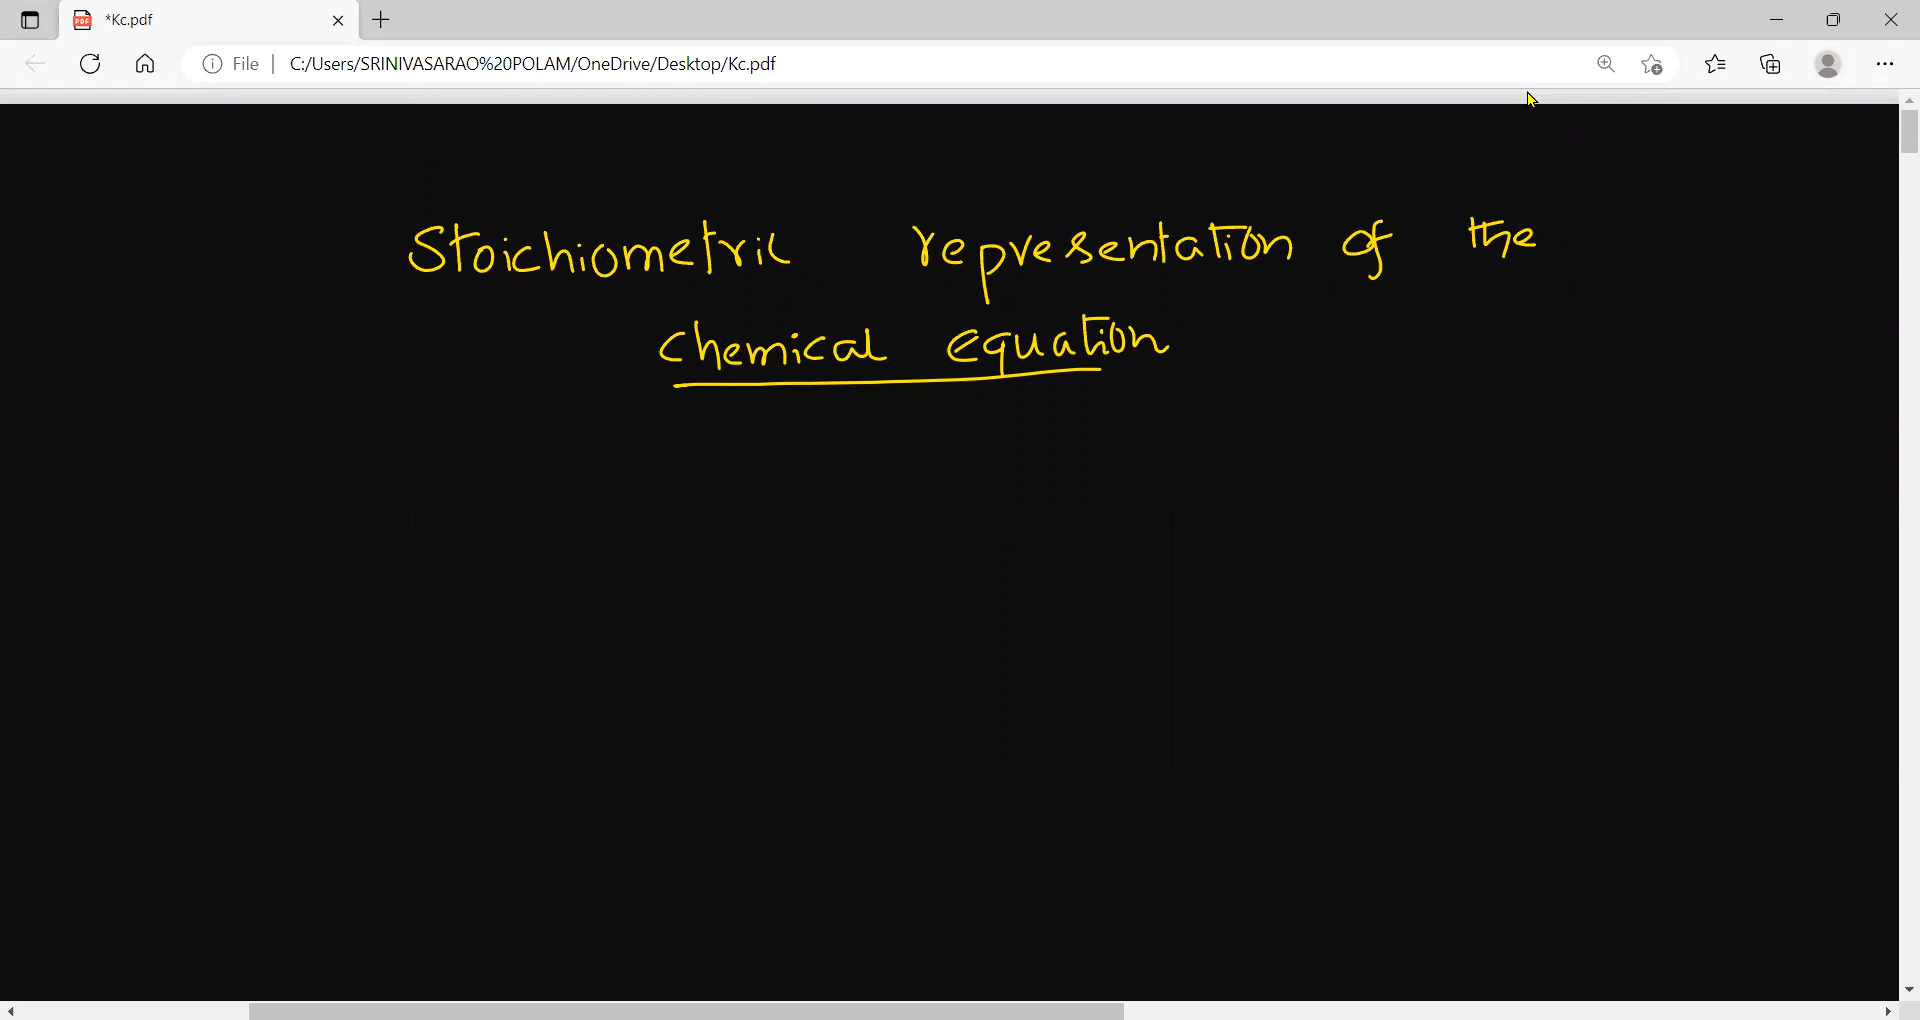 *Kc.pdf
File | C:/Users/SRINIVASARAO%20POLAM/OneDrive/Desktop/Kc.pdf
Stoichiometric representation of the
chemical equation